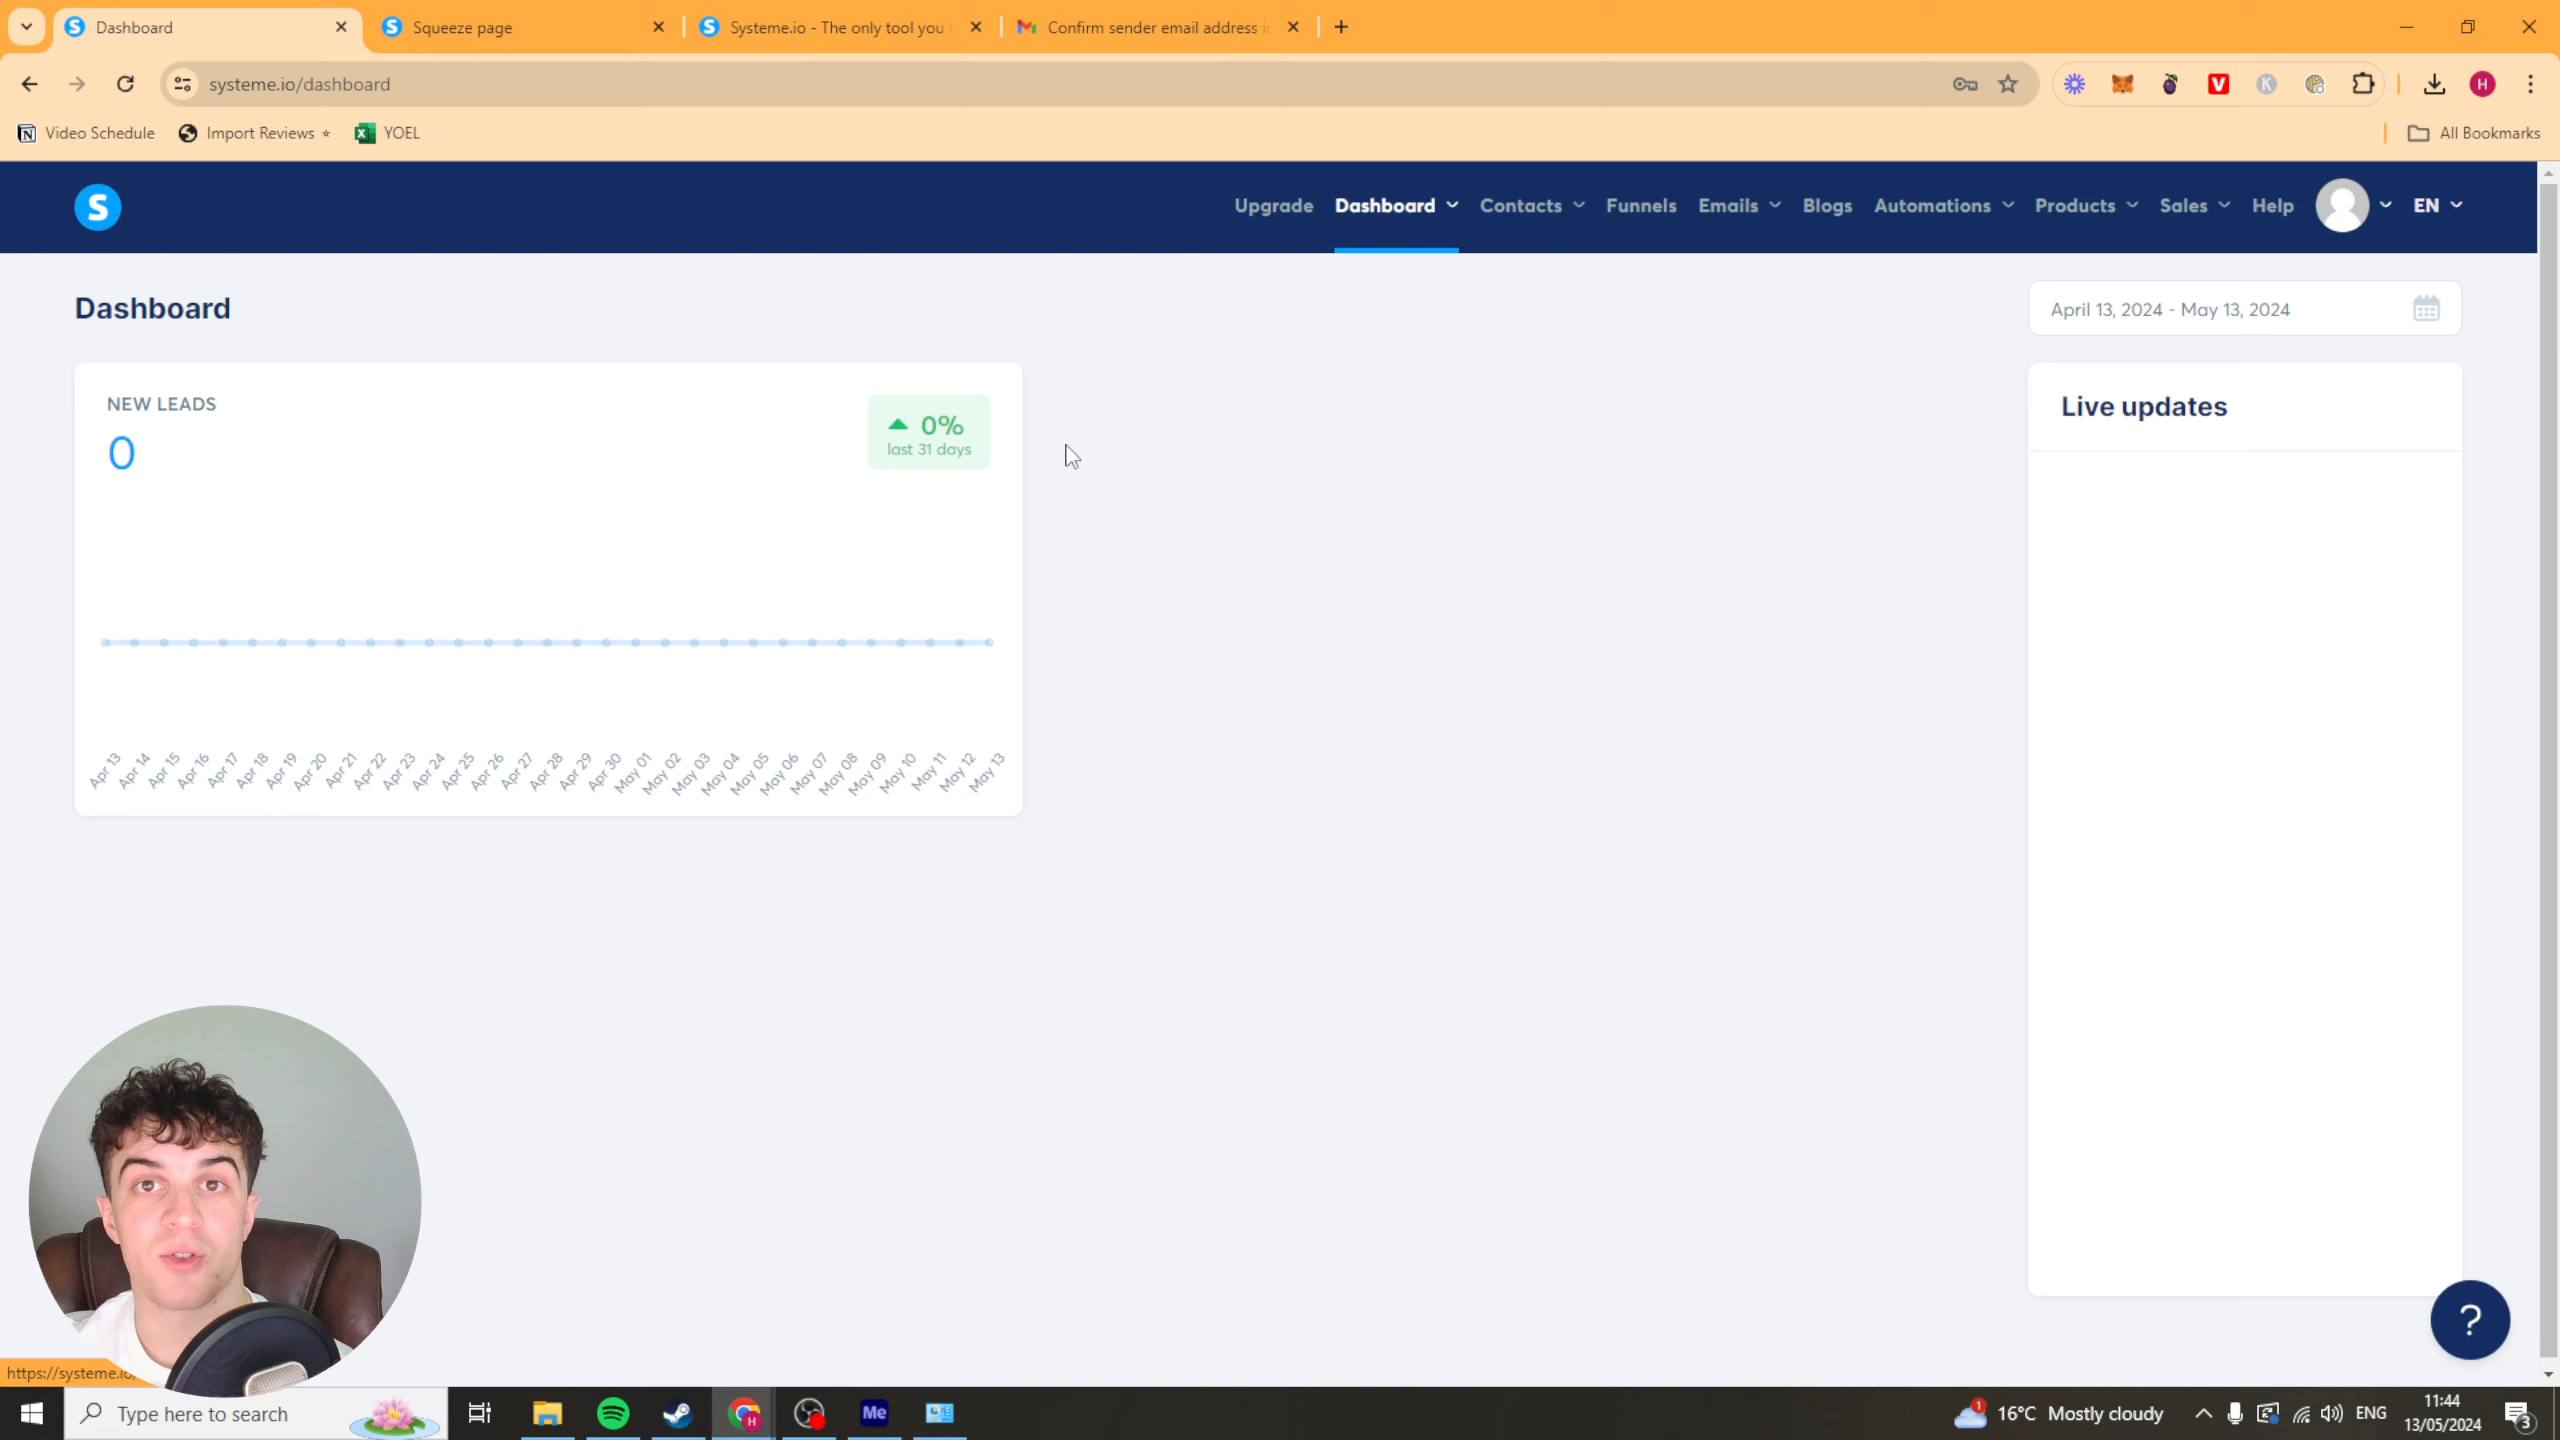 Dashboard
Squeeze page
Systeme.io - The only tool you
Confirm sender email address i
systeme.io/dashboard
Video Schedule
Import Reviews ⭑
YOEL
All Bookmarks
S
Upgrade
Dashboard
Contacts
Funnels
Emails
Blogs
Automations
Products
Sales
Help
EN
Dashboard
April 13, 2024 - May 13, 2024
NEW LEADS
0
0%
last 31 days
Live updates
Apr 13
Apr 14
Apr 15
Apr 16
Apr 17
Apr 18
Apr 19
Apr 20
Apr 21
Apr 22
Apr 23
Apr 24
Apr 25
Apr 26
Apr 27
Apr 28
Apr 29
Apr 30
May 01
May 02
May 03
May 04
May 05
May 06
May 07
May 08
May 09
May 10
May 11
May 12
May 13
?
https://systeme.io
Type here to search
Me
16°C Mostly cloudy
ENG
11:44
13/05/2024
3